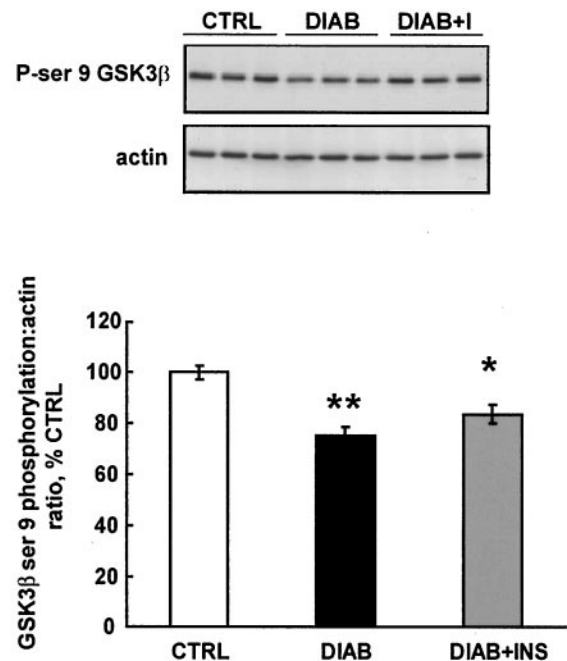 CTRL DIAB DIAB+I
P-ser 9 GSK3β
actin
GSK3β ser 9 phosphorylation:actin
ratio, % CTRL
120
100
80
60
40
20
0
**
*
CTRL DIAB DIAB+INS